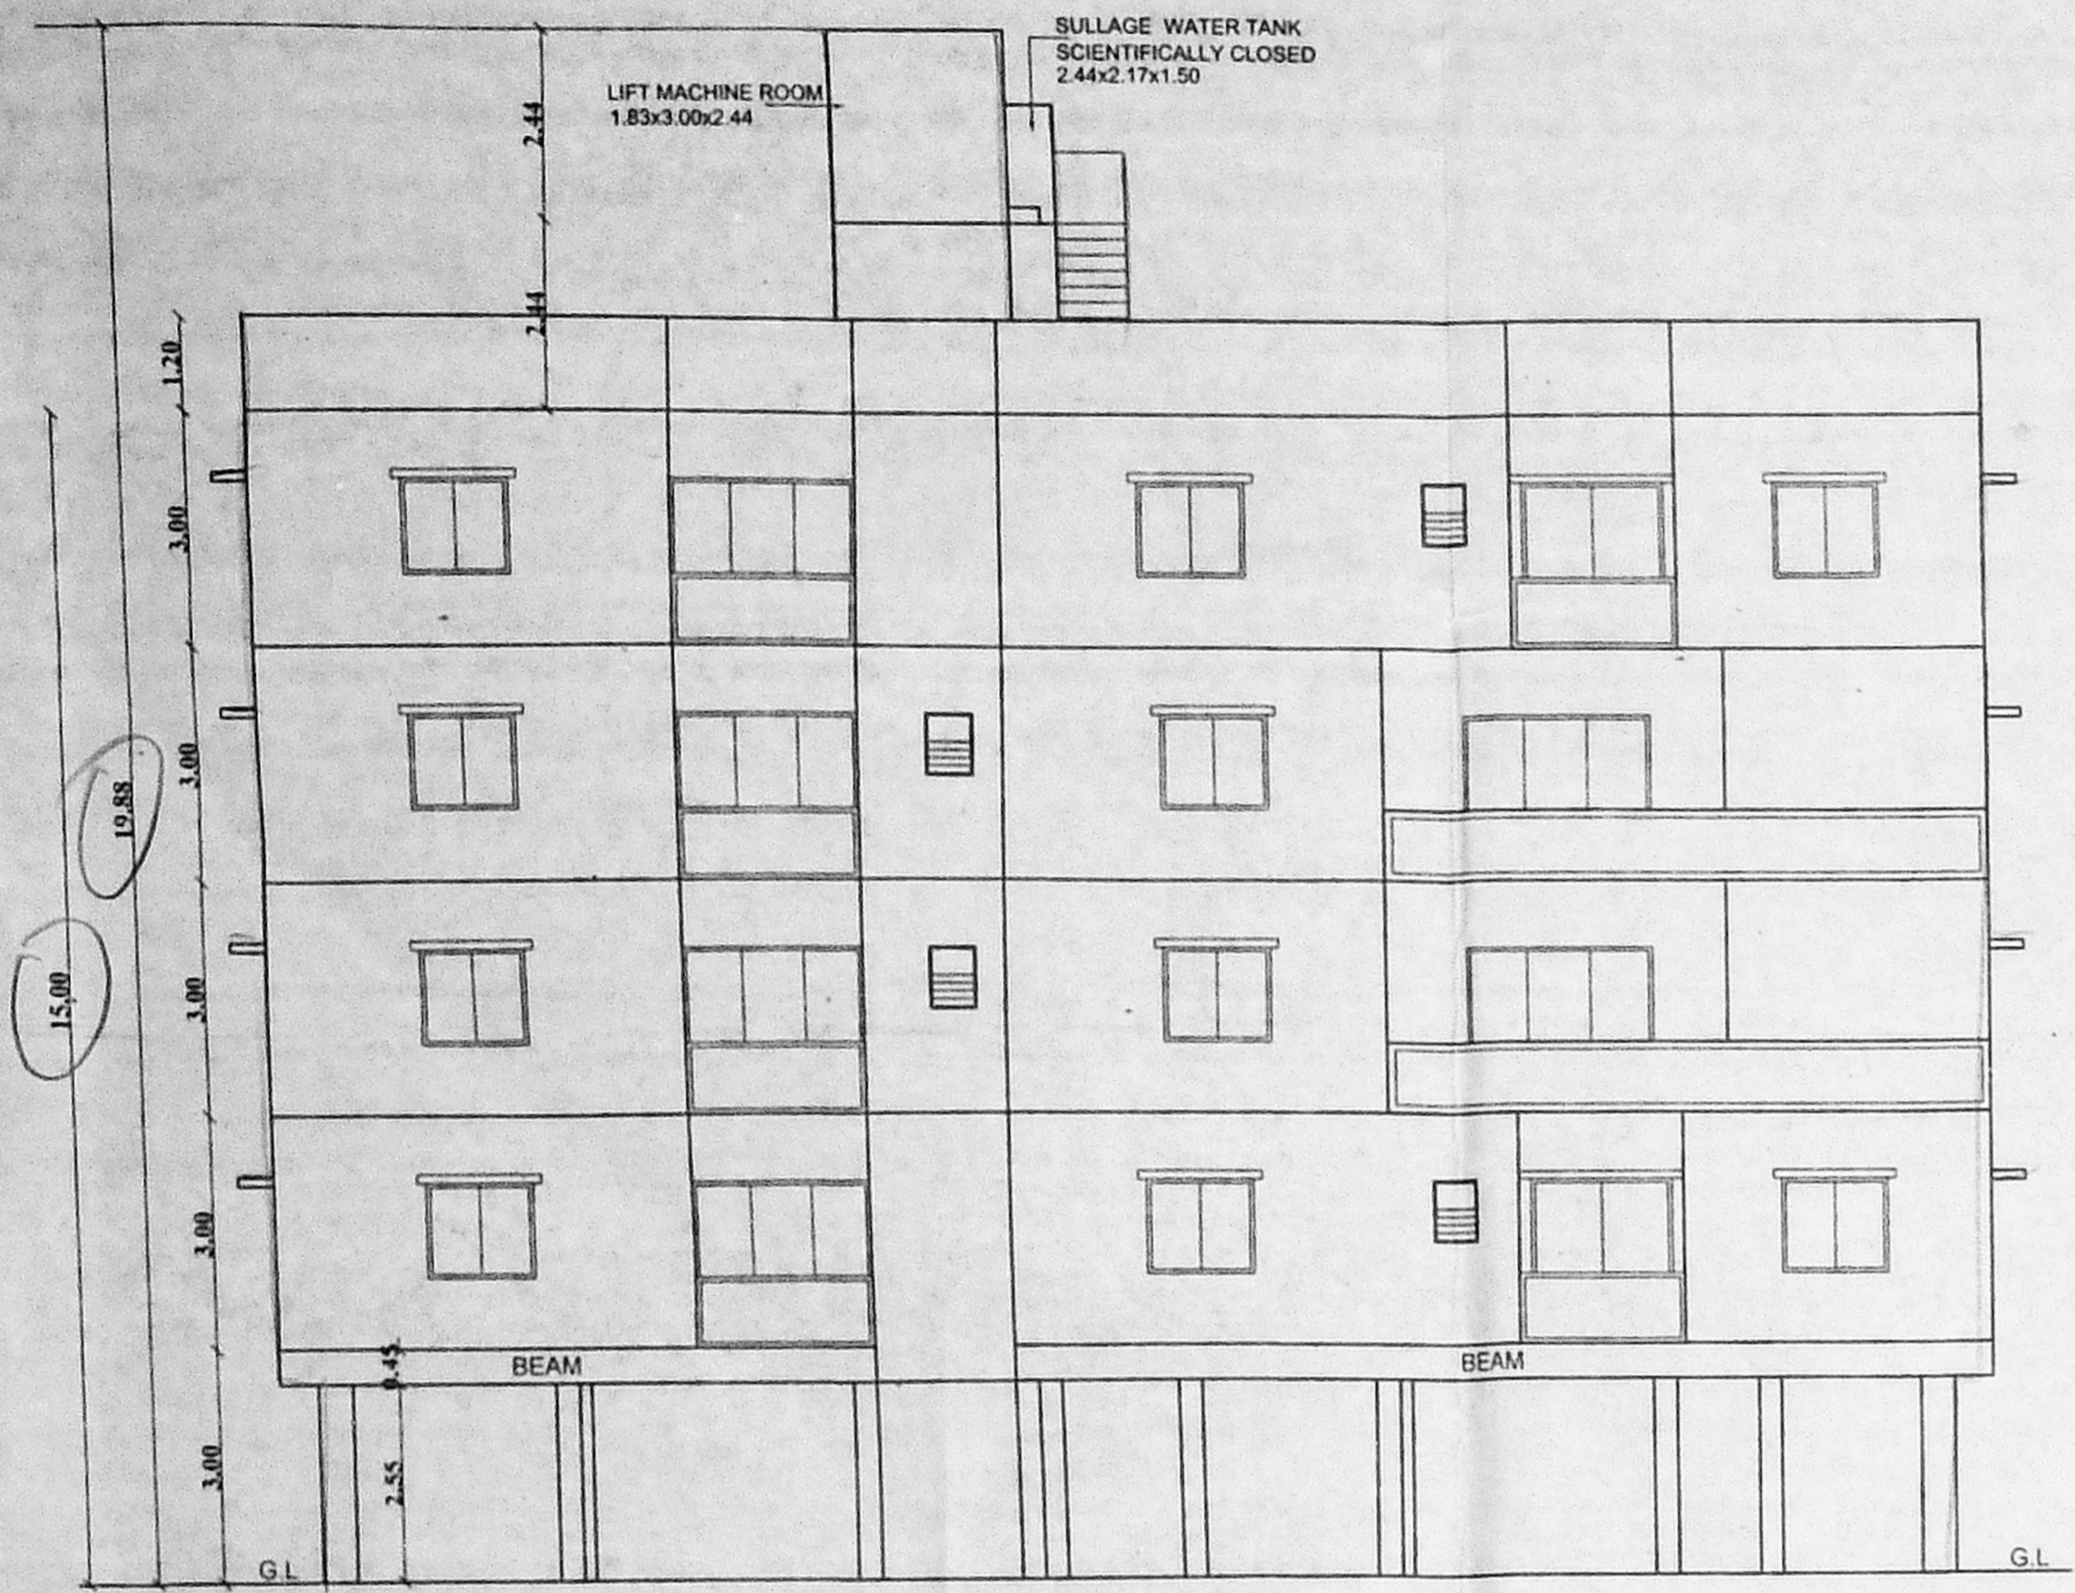 SULLAGE WATER TANK
SCIENTIFICALLY CLOSED
2.44x2.17x1.50
LIFT MACHINE ROOM
1.83x3.00x2.44
2.44
2.44
1.20
3.00
3.00
19.88
3.00
15.00
3.00
0.45
BEAM
BEAM
3.00
2.55
G.L
G.L